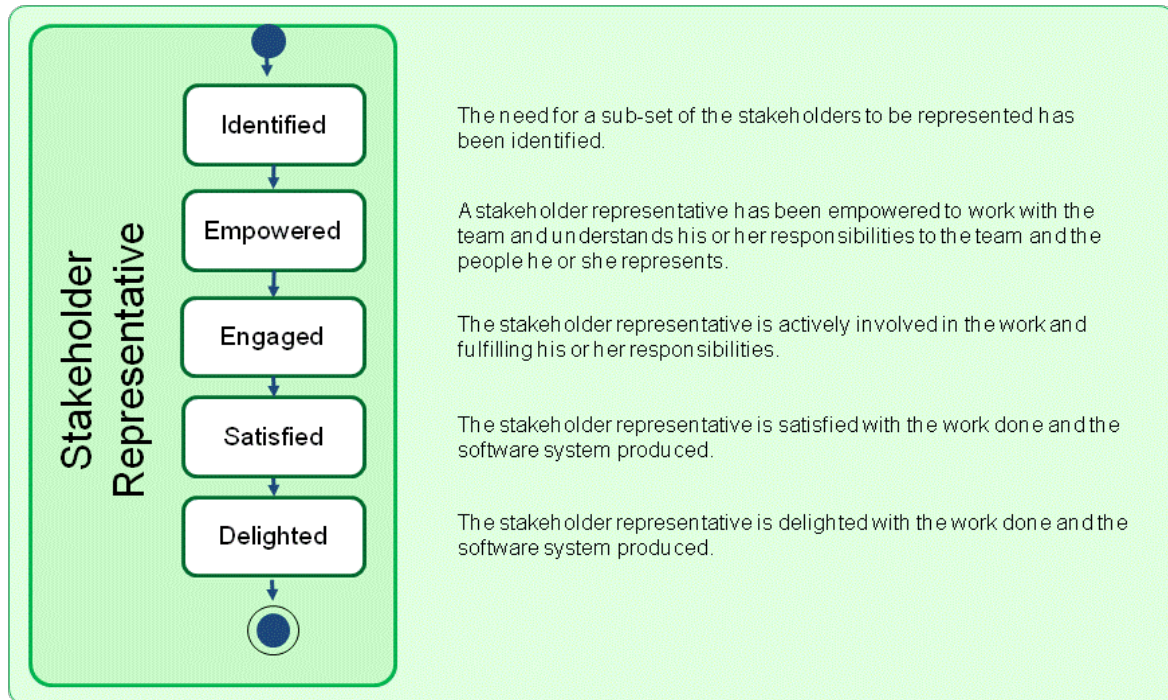 Stakeholder
Representative
Identified
The need for a sub-set of the stakeholders to be represented has
been identified.
Empowered
A stakeholder representative has been empowered to work with the
team and understands his or her responsibilities to the team and the
people he or she represents.
Engaged
The stakeholder representative is actively involved in the work and
fulfilling his or her responsibilities.
Satisfied
The stakeholder representative is satisfied with the work done and the
software system produced.
Delighted
The stakeholder representative is delighted with the work done and the
software system produced.